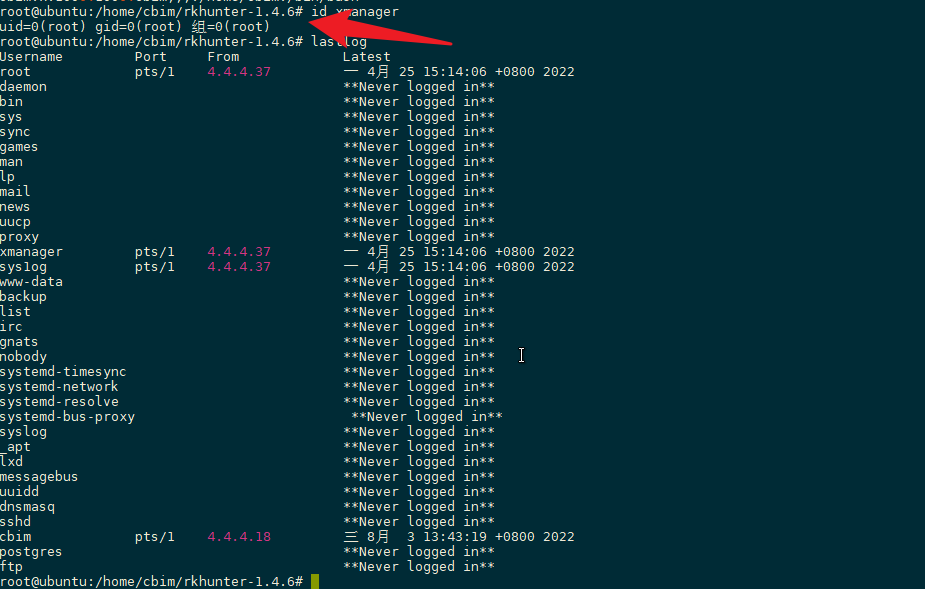 root@ubuntu:/home/cbim/rkhunter-1.4.6# id xmanager
uid=0(root) gid=0(root) 组=0(root)
root@ubuntu:/home/cbim/rkhunter-1.4.6# lastlog
Username Port From Latest
root pts/1 4.4.4.37 一 4月 25 15:14:06 +0800 2022
daemon **Never logged in**
bin **Never logged in**
sys **Never logged in**
sync **Never logged in**
games **Never logged in**
man **Never logged in**
lp **Never logged in**
mail **Never logged in**
news **Never logged in**
uucp **Never logged in**
proxy **Never logged in**
xmanager pts/1 4.4.4.37 一 4月 25 15:14:06 +0800 2022
sys1og pts/1 4.4.4.37 一 4月 25 15:14:06 +0800 2022
www-data **Never logged in**
backup **Never logged in**
list **Never logged in**
irc **Never logged in**
gnats **Never logged in**
nobody **Never logged in**
systemd-timesync **Never logged in**
systemd-network **Never logged in**
systemd-resolve **Never logged in**
systemd-bus-proxy **Never logged in**
syslog **Never logged in**
_apt **Never logged in**
lxd **Never logged in**
messagebus **Never logged in**
uuidd **Never logged in**
dnsmasq **Never logged in**
sshd **Never logged in**
cbim pts/1 4.4.4.18 三 8月 3 13:43:19 +0800 2022
postgres **Never logged in**
ftp **Never logged in**
root@ubuntu:/home/cbim/rkhunter-1.4.6#